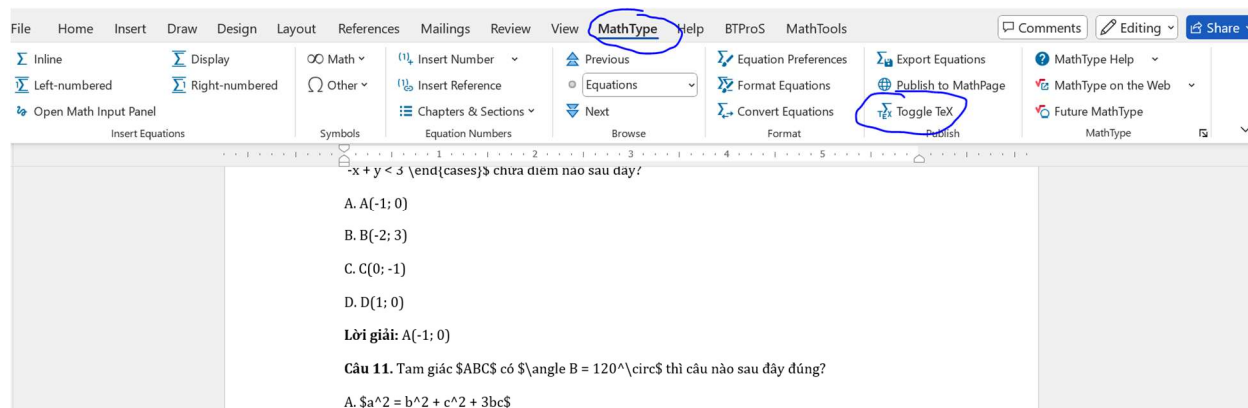 File Home Insert Draw Design Layout References Mailings Review View MathType Help BTProS MathTools Comments Editing Share
Inline Display Math Insert Number Previous Equation Preferences Export Equations MathType Help
Left-numbered Right-numbered Other Insert Reference Equations Format Equations Publish to MathPage MathType on the Web
Open Math Input Panel Chapters & Sections Next Convert Equations Toggle TeX Future MathType
Insert Equations Symbols Equation Numbers Browse Format Publish MathType
1 2 3 4 5
-x + y < 3 \end{cases}$ chứa điểm nào sau đây?
A. A(-1; 0)
B. B(-2; 3)
C. C(0; -1)
D. D(1; 0)
Lời giải: A(-1; 0)
Câu 11. Tam giác $ABC$ có $\angle B = 120^\circ$ thì câu nào sau đây đúng?
A. $a^2 = b^2 + c^2 + 3bc$